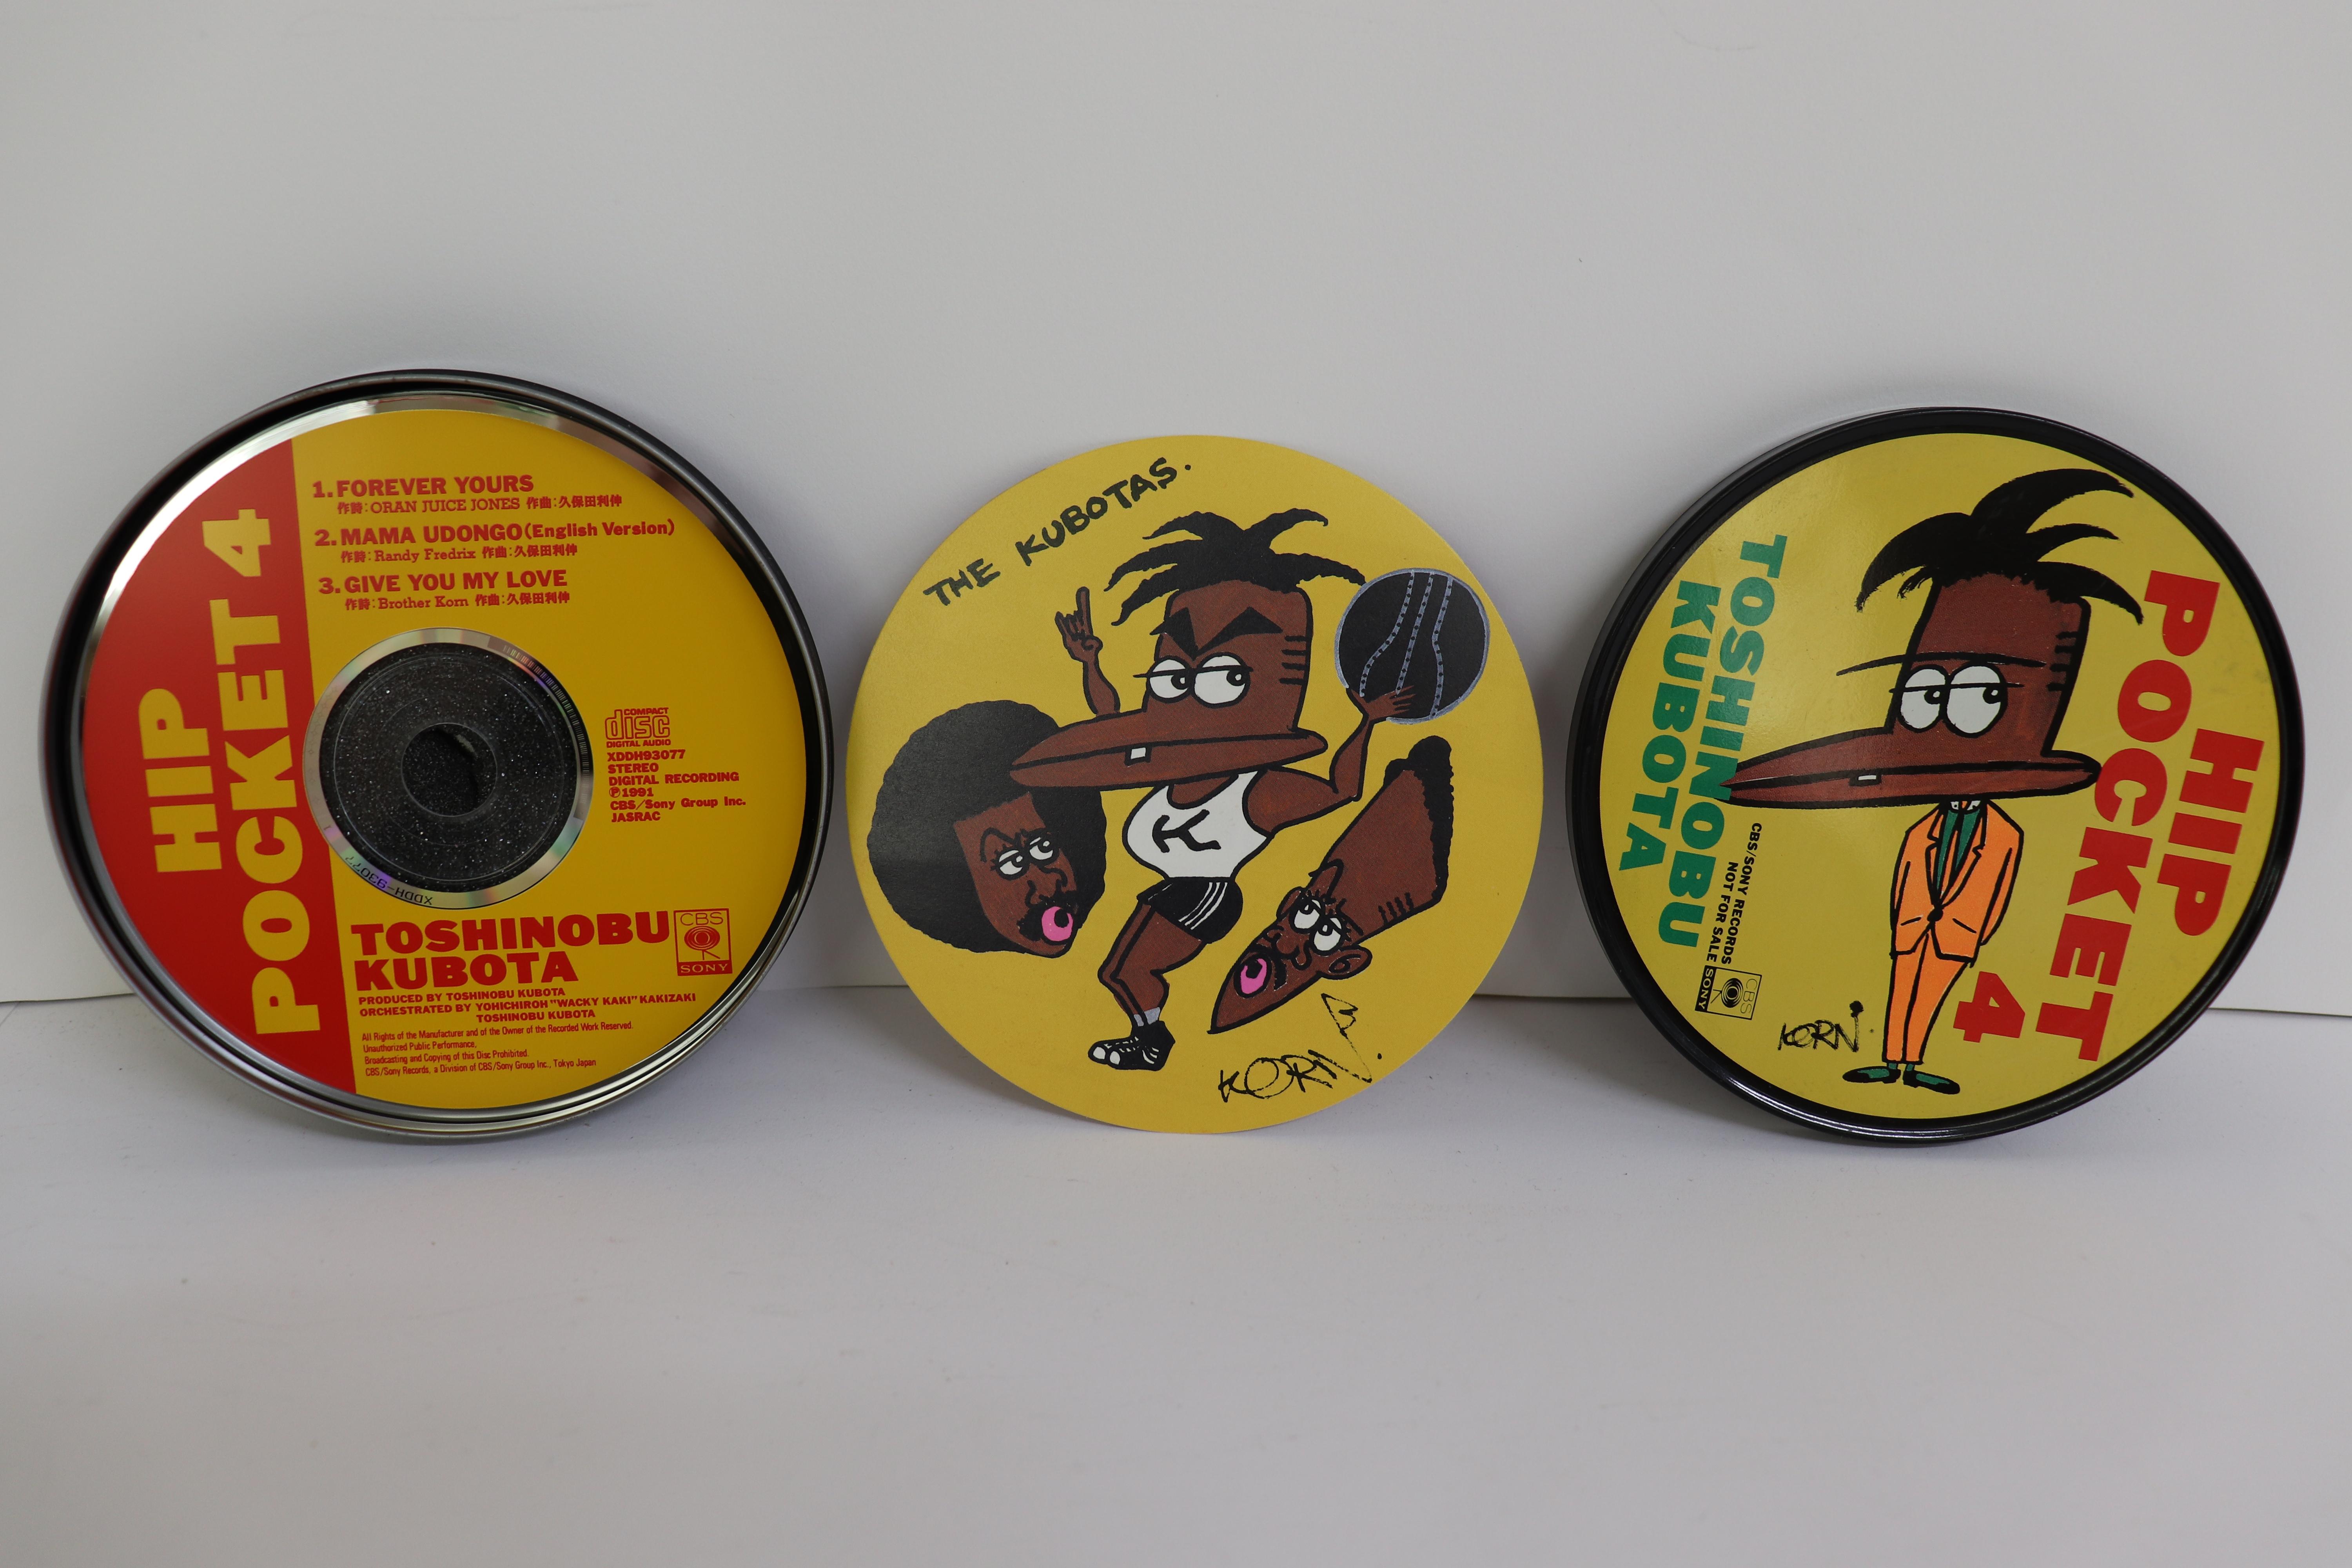 HIP
POCKET 4
1.FOREVER YOURS
作詩:ORAN JUICE JONES 作曲:久保田利伸
2.MAMA UDONGO(English Version)
作詩:Randy Fredrix 作曲:久保田利伸
3.GIVE YOU MY LOVE
作詩:Brother Korn 作曲:久保田利伸
COMPACT
disc
DIGITAL AUDIO
XDDH93077
STEREO
DIGITAL RECORDING
Ⓟ1991
CBS/Sony Group Inc.
JASRAC
XDDH-93077
TOSHINOBU
KUBOTA
CBS
SONY
PRODUCED BY TOSHINOBU KUBOTA
ORCHESTRATED BY YOHICHIROH "WACKY KAKI" KAKIZAKI
TOSHINOBU KUBOTA
All Rights of the Manufacturer and of the Owner of the Recorded Work Reserved.
Unauthorized Public Performance,
Broadcasting and Copying of this Disc Prohibited.
CBS/Sony Records, a Division of CBS/Sony Group Inc., Tokyo Japan
THE KUBOTAS.
K
KORN
HIP
POCKET
4
TOSHINOBU
KUBOTA
CBS/SONY RECORDS
NOT FOR SALE
CBS
SONY
KORN